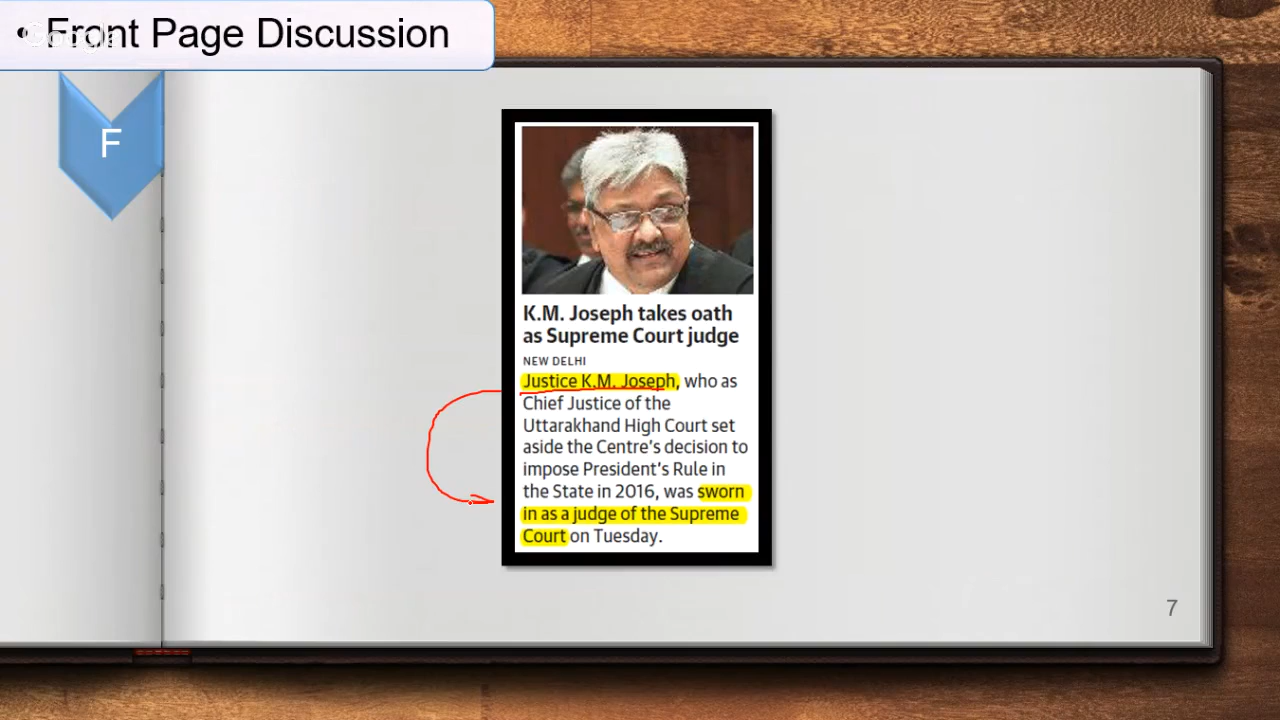 • Front Page Discussion
Google
F
K.M. Joseph takes oath
as Supreme Court judge
NEW DELHI
Justice K.M. Joseph, who as
Chief Justice of the
Uttarakhand High Court set
aside the Centre's decision to
impose President's Rule in
the State in 2016, was sworn
in as a judge of the Supreme
Court on Tuesday.
7